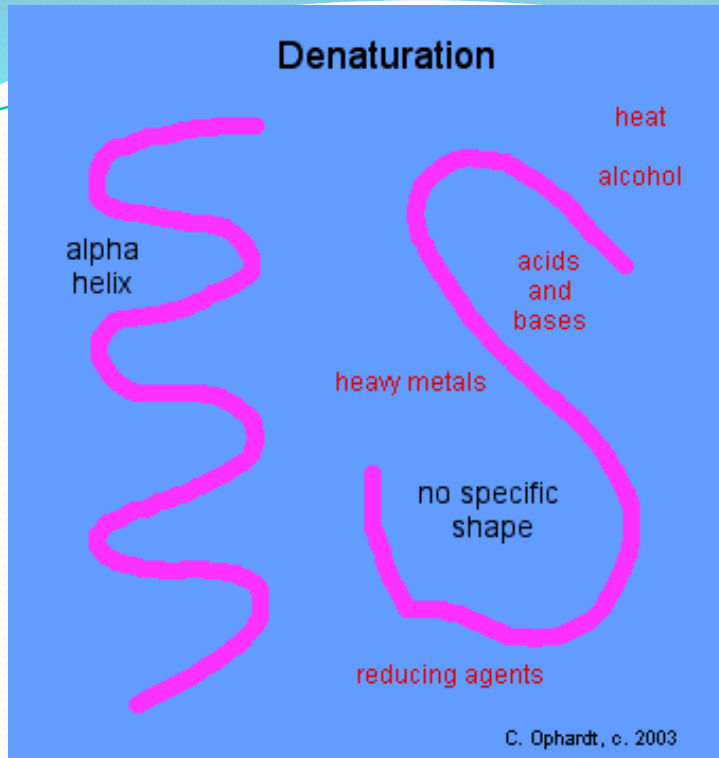 Denaturation
heat
alcohol
alpha
helix
acids
and
bases
heavy metals
no specific
shape
reducing agents
C. Ophardt, c. 2003